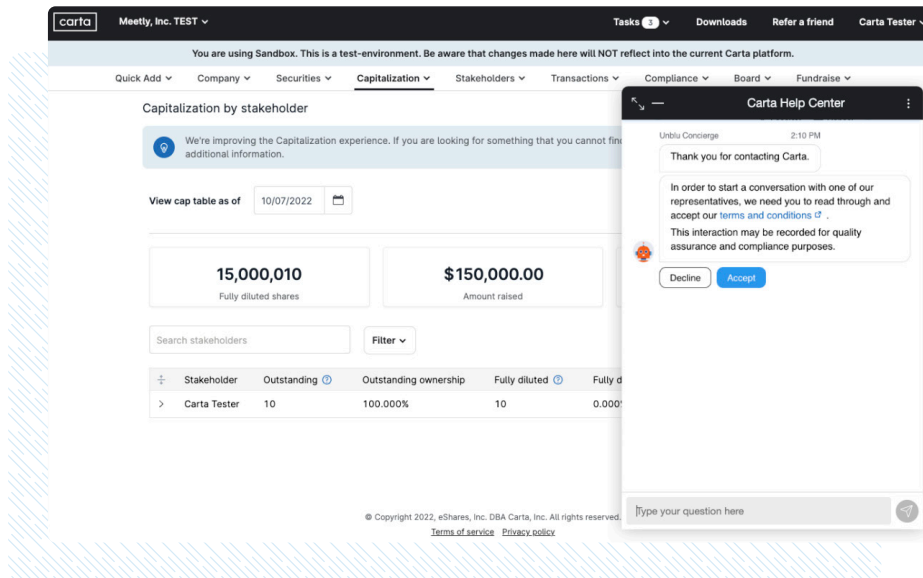 carta
Meetly, Inc. TEST
Tasks 3
Downloads
Refer a friend
Carta Tester
You are using Sandbox. This is a test-environment. Be aware that changes made here will NOT reflect into the current Carta platform.
Quick Add
Company
Securities
Capitalization
Stakeholders
Transactions
Compliance
Board
Fundraise
Capitalization by stakeholder
We're improving the Capitalization experience. If you are looking for something that you cannot find
additional information.
View cap table as of
10/07/2022
15,000,010
Fully diluted shares
$150,000.00
Amount raised
Search stakeholders
Filter
Stakeholder Outstanding Outstanding ownership Fully diluted Fully d
Carta Tester 10 100.000% 10 0.000%
© Copyright 2022, eShares, Inc. DBA Carta, Inc. All rights reserved.
Terms of service Privacy policy
Carta Help Center
Unblu Concierge 2:10 PM
Thank you for contacting Carta.
In order to start a conversation with one of our
representatives, we need you to read through and
accept our terms and conditions .
This interaction may be recorded for quality
assurance and compliance purposes.
Decline
Accept
Type your question here